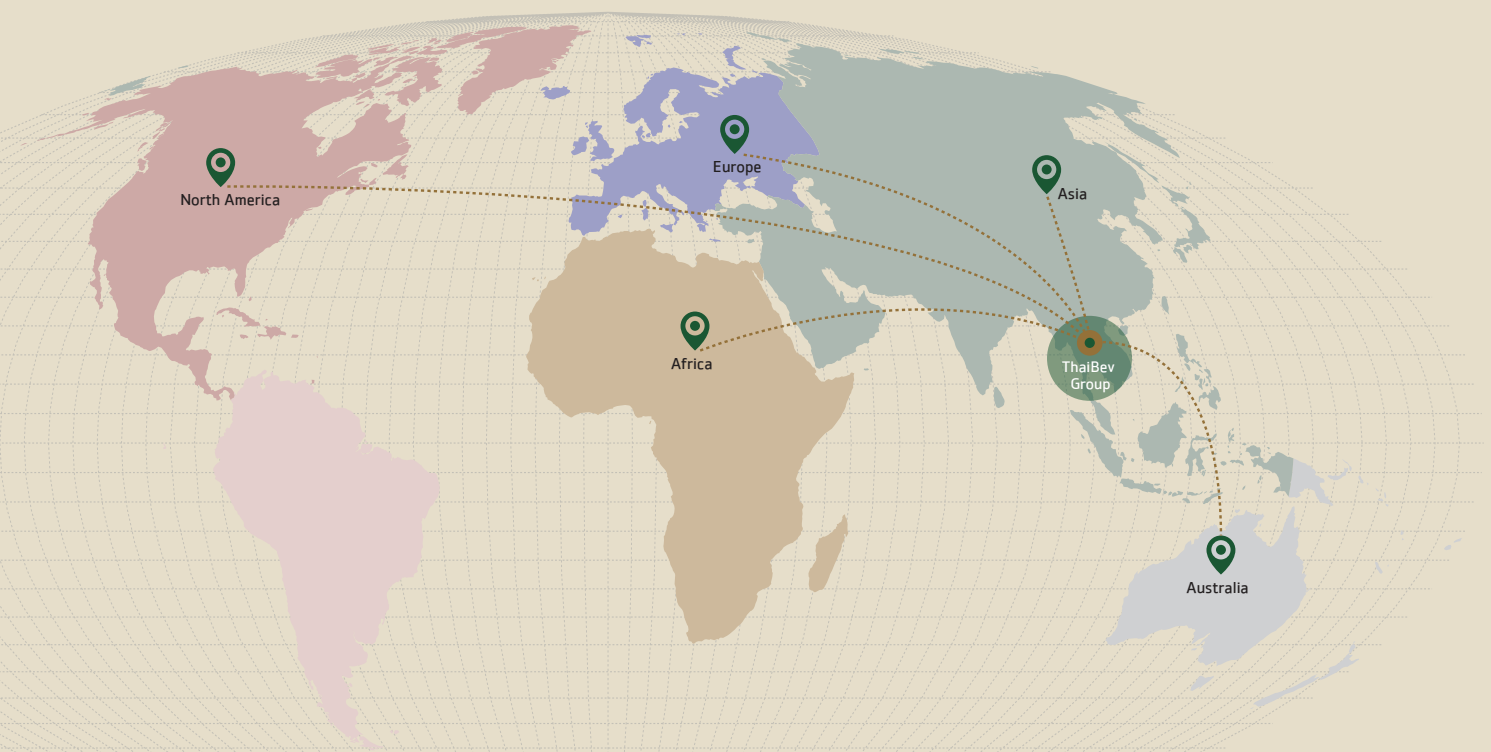 Europe
Asia
North America
Africa
ThaiBev
Group
Australia